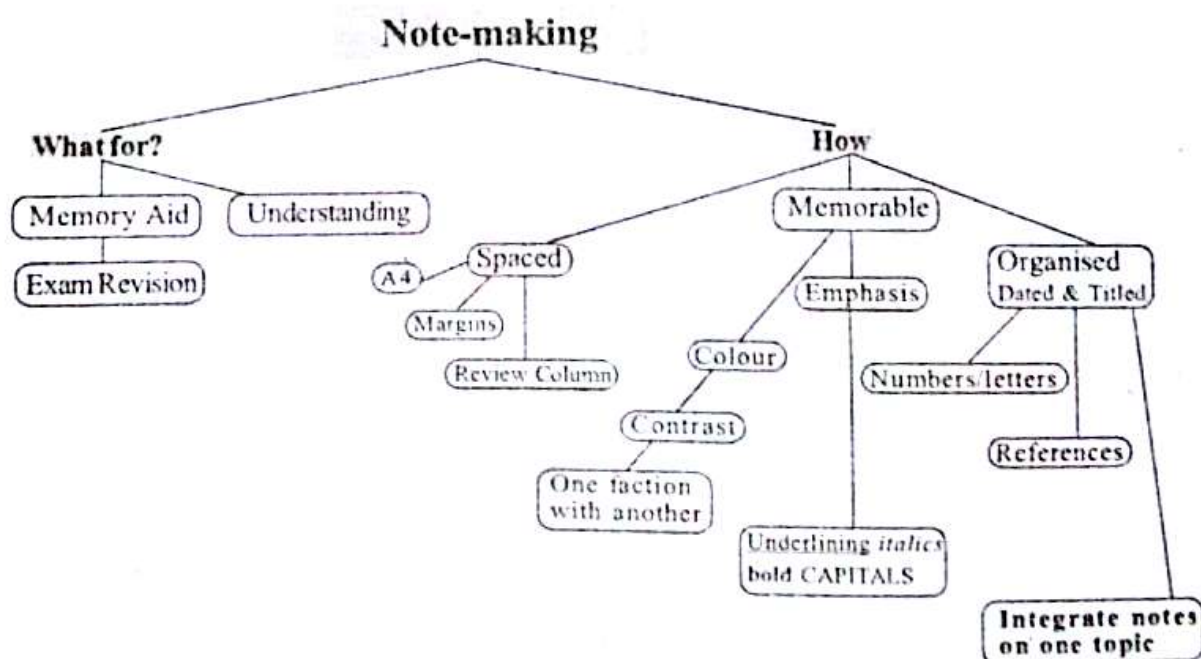 Note-making
What for?
How
Memory Aid
Understanding
Memorable
Spaced
Organised
Dated & Titled
A4
Exam Revision
Emphasis
Margins
Colour
Review Column
Numbers/letters
Contrast
References
One faction
with another
Underlining italics
bold CAPITALS
Integrate notes
on one topic